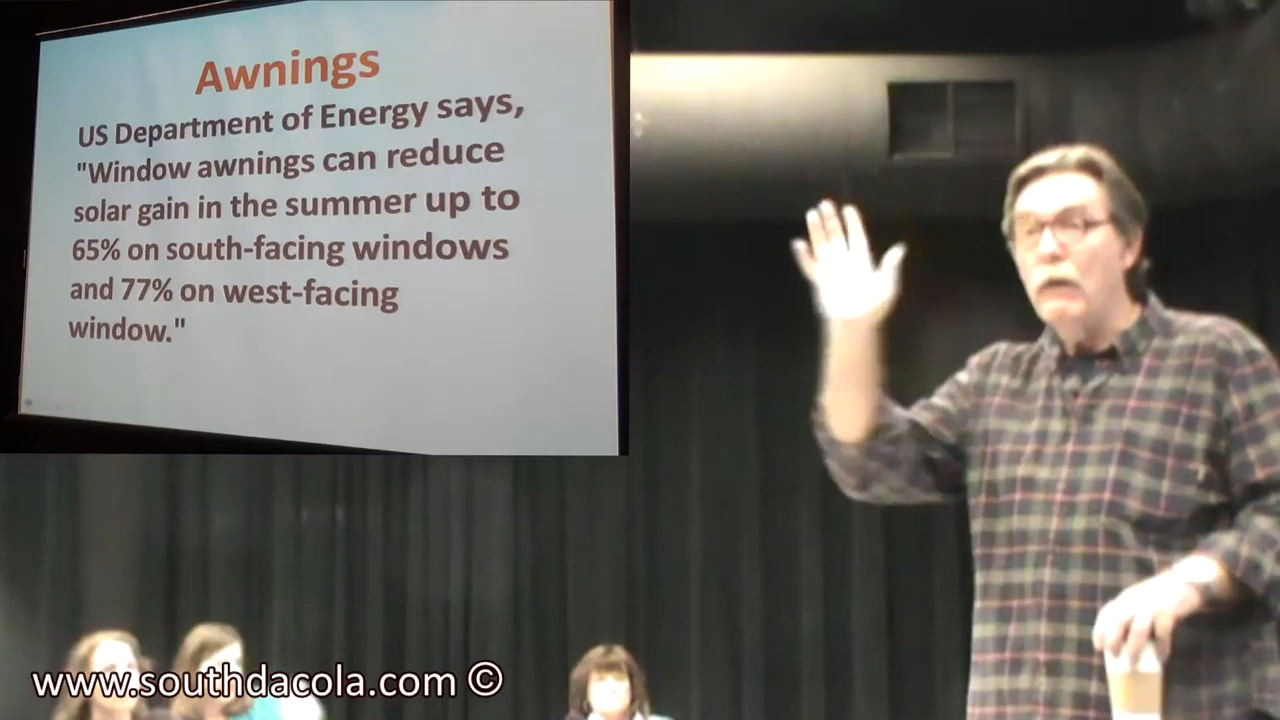 Awnings
US Department of Energy says,
"Window awnings can reduce
solar gain in the summer up to
65% on south-facing windows
and 77% on west-facing
window."
www.southdacola.com ©